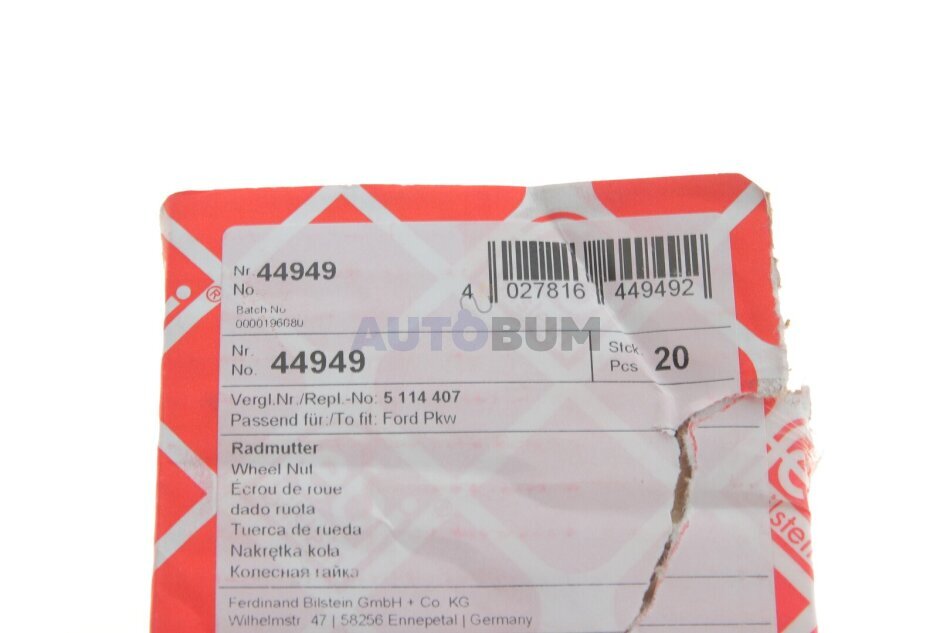 Nr. 44949
No.
Batch No
0000196080
4 027816 449492
AUTOBUM
Nr. 44949
No.
Stck.
Pcs 20
Vergl.Nr./Repl.-No: 5 114 407
Passend für:/To fit: Ford Pkw
Radmutter
Wheel Nut
Écrou de roue
dado ruota
Tuerca de rueda
Nakrętka kola
Колесная гайка
Ferdinand Bilstein GmbH + Co. KG
Wilhelmstr. 47 | 58256 Ennepetal | Germany
bilstein